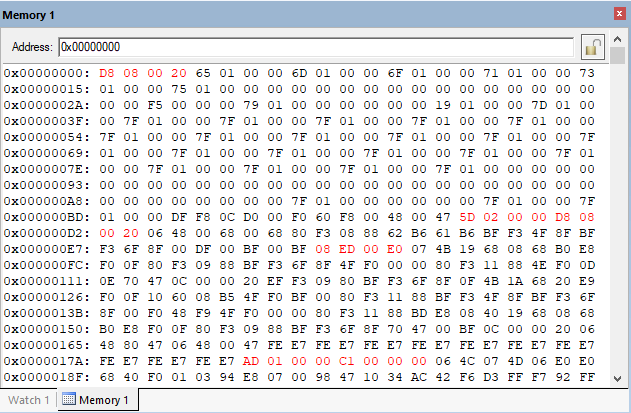 Memory 1
Address: 0x00000000
0x00000000: D8 08 00 20 65 01 00 00 6D 01 00 00 6F 01 00 00 71 01 00 00 73
0x00000015: 01 00 00 75 01 00 00 00 00 00 00 00 00 00 00 00 00 00 00 00 00
0x0000002A: 00 00 F5 00 00 00 79 01 00 00 00 00 00 00 19 01 00 00 7D 01 00
0x0000003F: 00 7F 01 00 00 7F 01 00 00 7F 01 00 00 7F 01 00 00 7F 01 00 00
0x00000054: 7F 01 00 00 7F 01 00 00 7F 01 00 00 7F 01 00 00 7F 01 00 00 7F
0x00000069: 01 00 00 7F 01 00 00 7F 01 00 00 7F 01 00 00 7F 01 00 00 7F 01
0x0000007E: 00 00 7F 01 00 00 7F 01 00 00 7F 01 00 00 7F 01 00 00 00 00 00
0x00000093: 00 00 00 00 00 00 00 00 00 00 00 00 00 00 00 00 00 00 00 00 00
0x000000A8: 00 00 00 00 00 00 00 00 7F 01 00 00 00 00 00 00 7F 01 00 00 7F
0x000000BD: 01 00 00 DF F8 0C D0 00 F0 60 F8 00 48 00 47 5D 02 00 00 D8 08
0x000000D2: 00 20 06 48 00 68 00 68 80 F3 08 88 62 B6 61 B6 BF F3 4F 8F BF
0x000000E7: F3 6F 8F 00 DF 00 BF 00 BF 08 ED 00 E0 07 4B 19 68 08 68 B0 E8
0x000000FC: F0 0F 80 F3 09 88 BF F3 6F 8F 4F F0 00 00 80 F3 11 88 4E F0 0D
0x00000111: 0E 70 47 0C 00 00 20 EF F3 09 80 BF F3 6F 8F 0F 4B 1A 68 20 E9
0x00000126: F0 0F 10 60 08 B5 4F F0 BF 00 80 F3 11 88 BF F3 4F 8F BF F3 6F
0x0000013B: 8F 00 F0 48 F9 4F F0 00 00 80 F3 11 88 BD E8 08 40 19 68 08 68
0x00000150: B0 E8 F0 0F 80 F3 09 88 BF F3 6F 8F 70 47 00 BF 0C 00 00 20 06
0x00000165: 48 80 47 06 48 00 47 FE E7 FE E7 FE E7 FE E7 FE E7 FE E7 FE E7
0x0000017A: FE E7 FE E7 FE E7 AD 01 00 00 C1 00 00 00 06 4C 07 4D 06 E0 E0
0x0000018F: 68 40 F0 01 03 94 E8 07 00 98 47 10 34 AC 42 F6 D3 FF F7 92 FF
Watch 1
Memory 1